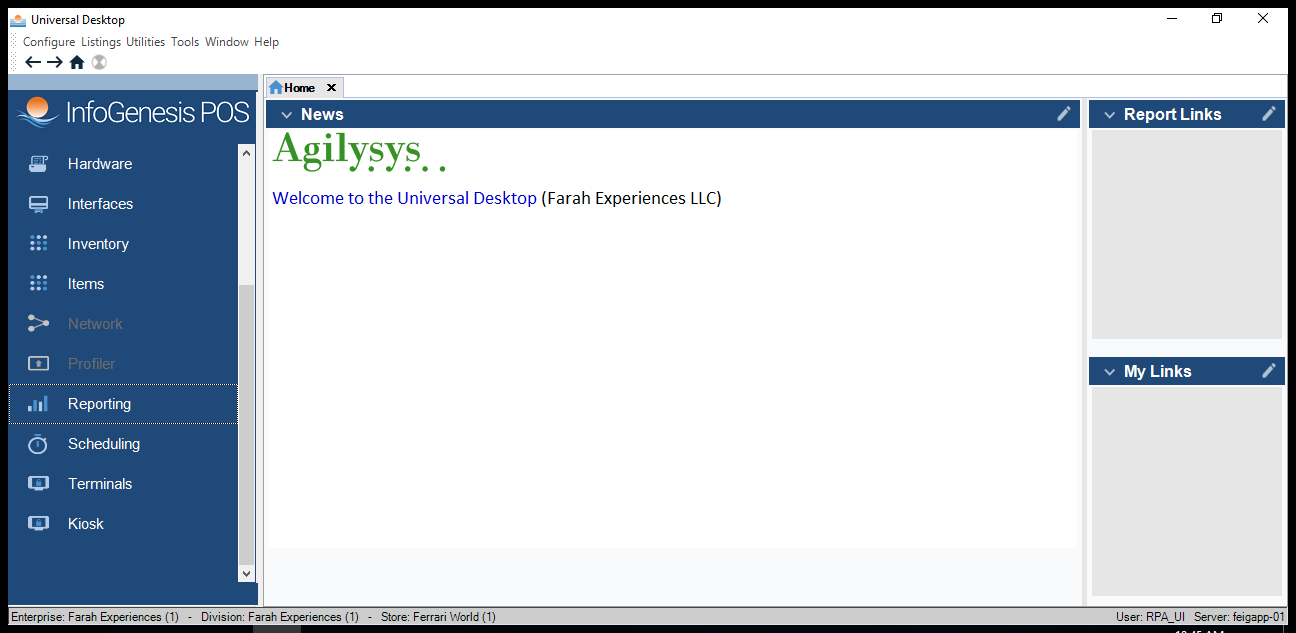 Universal Desktop
Configure Listings Utilities Tools Window Help
InfoGenesis POS
Hardware
Interfaces
Inventory
Items
Network
Profiler
Reporting
Scheduling
Terminals
Kiosk
Home
News
Agilysys
Welcome to the Universal Desktop (Farah Experiences LLC)
Report Links
My Links
Enterprise: Farah Experiences (1) - Division: Farah Experiences (1) - Store: Ferrari World (1)
User: RPA_UI Server: feigapp-01